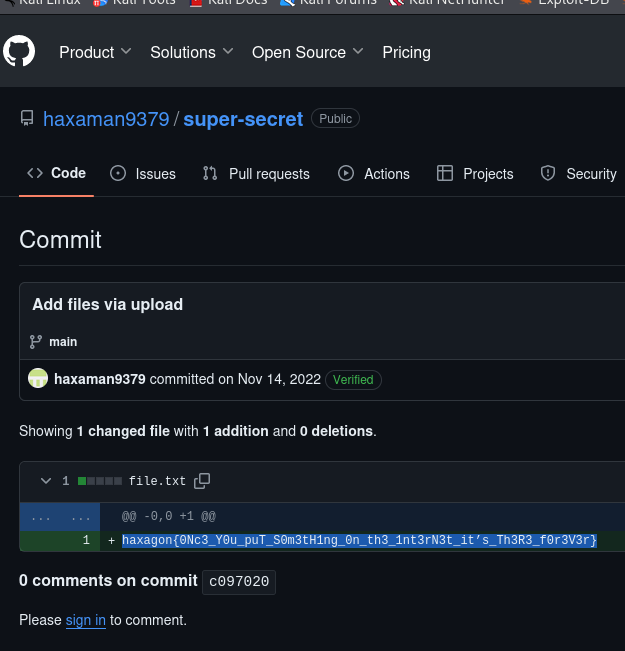 Kali Linux Kali Tools Kali Docs Kali Forums Kali NetHunter Exploit-DB
Product Solutions Open Source Pricing
haxaman9379 / super-secret Public
Code Issues Pull requests Actions Projects Security
Commit
Add files via upload
main
haxaman9379 committed on Nov 14, 2022 Verified
Showing 1 changed file with 1 addition and 0 deletions.
1 file.txt
... ... @@ -0,0 +1 @@
1 + haxagon{0Nc3_Y0u_puT_S0m3tH1ng_0n_th3_1nt3rN3t_it’s_Th3R3_f0r3V3r}
0 comments on commit c097020
Please sign in to comment.